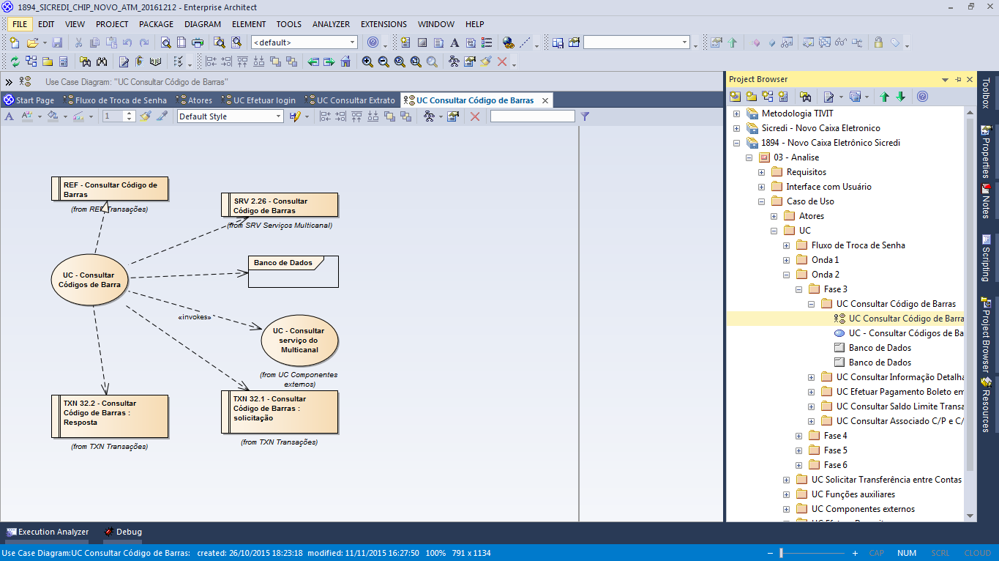 1894_SICREDI_CHIP_NOVO_ATM_20161212 - Enterprise Architect
FILE EDIT VIEW PROJECT PACKAGE DIAGRAM ELEMENT TOOLS ANALYZER EXTENSIONS WINDOW HELP
<default>
Use Case Diagram: "UC Consultar Código de Barras"
Start Page Fluxo de Troca de Senha Atores UC Efetuar login UC Consultar Extrato UC Consultar Código de Barras
1 Default Style
REF - Consultar Código de
Barras
(from REF Transações)
SRV 2.26 - Consultar
Código de Barras
(from SRV Serviços Multicanal)
Banco de Dados
UC - Consultar
Códigos de Barra
«invokes»
UC - Consultar
serviço do
Multicanal
(from UC Componentes
externos)
TXN 32.2 - Consultar
Código de Barras :
Resposta
(from TXN Transações)
TXN 32.1 - Consultar
Código de Barras :
solicitação
(from TXN Transações)
Project Browser
Metodologia TIVIT
Sicredi - Novo Caixa Eletronico
1894 - Novo Caixa Eletrônico Sicredi
03 - Analise
Requisitos
Interface com Usuário
Caso de Uso
Atores
UC
Fluxo de Troca de Senha
Onda 1
Onda 2
Fase 3
UC Consultar Código de Barras
UC Consultar Código de Barra
UC - Consultar Códigos de Ba
Banco de Dados
Banco de Dados
UC Consultar Informação Detalha
UC Efetuar Pagamento Boleto em
UC Consultar Saldo Limite Transa
UC Consultar Associado C/P e C/
Fase 4
Fase 5
Fase 6
UC Solicitar Transferência entre Contas
UC Funções auxiliares
UC Componentes externos
Toolbox
Properties
Notes
Scripting
Project Browser
Resources
Execution Analyzer Debug
Use Case Diagram:UC Consultar Código de Barras: created: 26/10/2015 18:23:18 modified: 11/11/2015 16:27:50 100% 791 x 1134
CAP NUM SCRL CLOUD